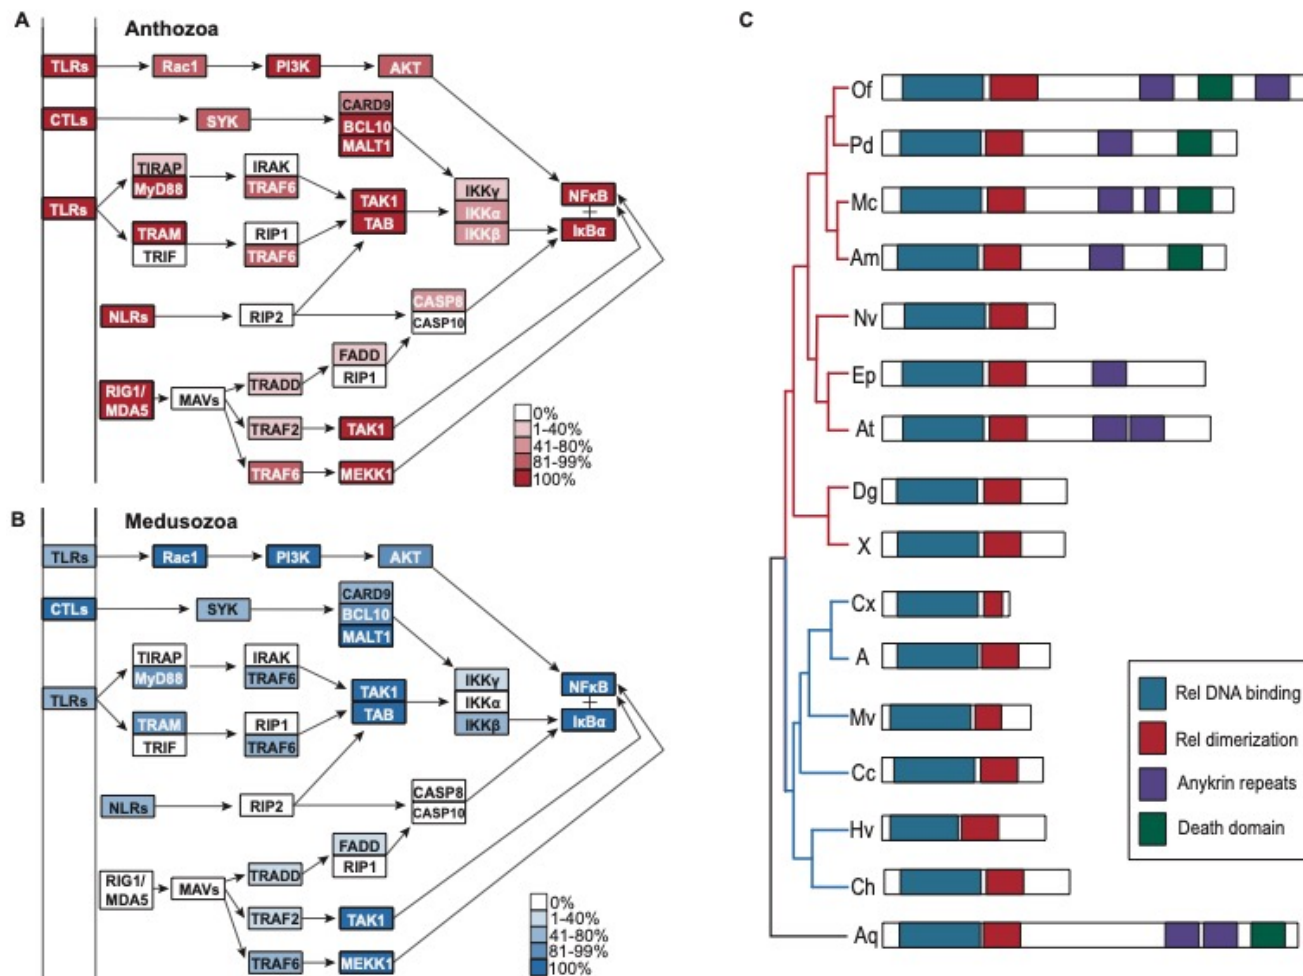 A
Anthozoa
TLRs
Rac1
PI3K
AKT
CTLs
SYK
CARD9
BCL10
MALT1
TIRAP
MyD88
IRAK
TRAF6
TLRs
TRAM
TRIF
RIP1
TRAF6
TAK1
TAB
IKKγ
IKKα
IKKβ
NFκB
+
IκBα
NLRs
RIP2
CASP8
CASP10
RIG1/
MDA5
MAVs
TRADD
FADD
RIP1
TRAF2
TAK1
TRAF6
MEKK1
0%
1-40%
41-80%
81-99%
100%
B
Medusozoa
TLRs
Rac1
PI3K
AKT
CTLs
SYK
CARD9
BCL10
MALT1
TIRAP
MyD88
IRAK
TRAF6
TLRs
TRAM
TRIF
RIP1
TRAF6
TAK1
TAB
IKKγ
IKKα
IKKβ
NFκB
+
IκBα
NLRs
RIP2
CASP8
CASP10
RIG1/
MDA5
MAVs
TRADD
FADD
RIP1
TRAF2
TAK1
TRAF6
MEKK1
0%
1-40%
41-80%
81-99%
100%
C
Of
Pd
Mc
Am
Nv
Ep
At
Dg
X
Cx
A
Mv
Cc
Hv
Ch
Aq
Rel DNA binding
Rel dimerization
Anykrin repeats
Death domain